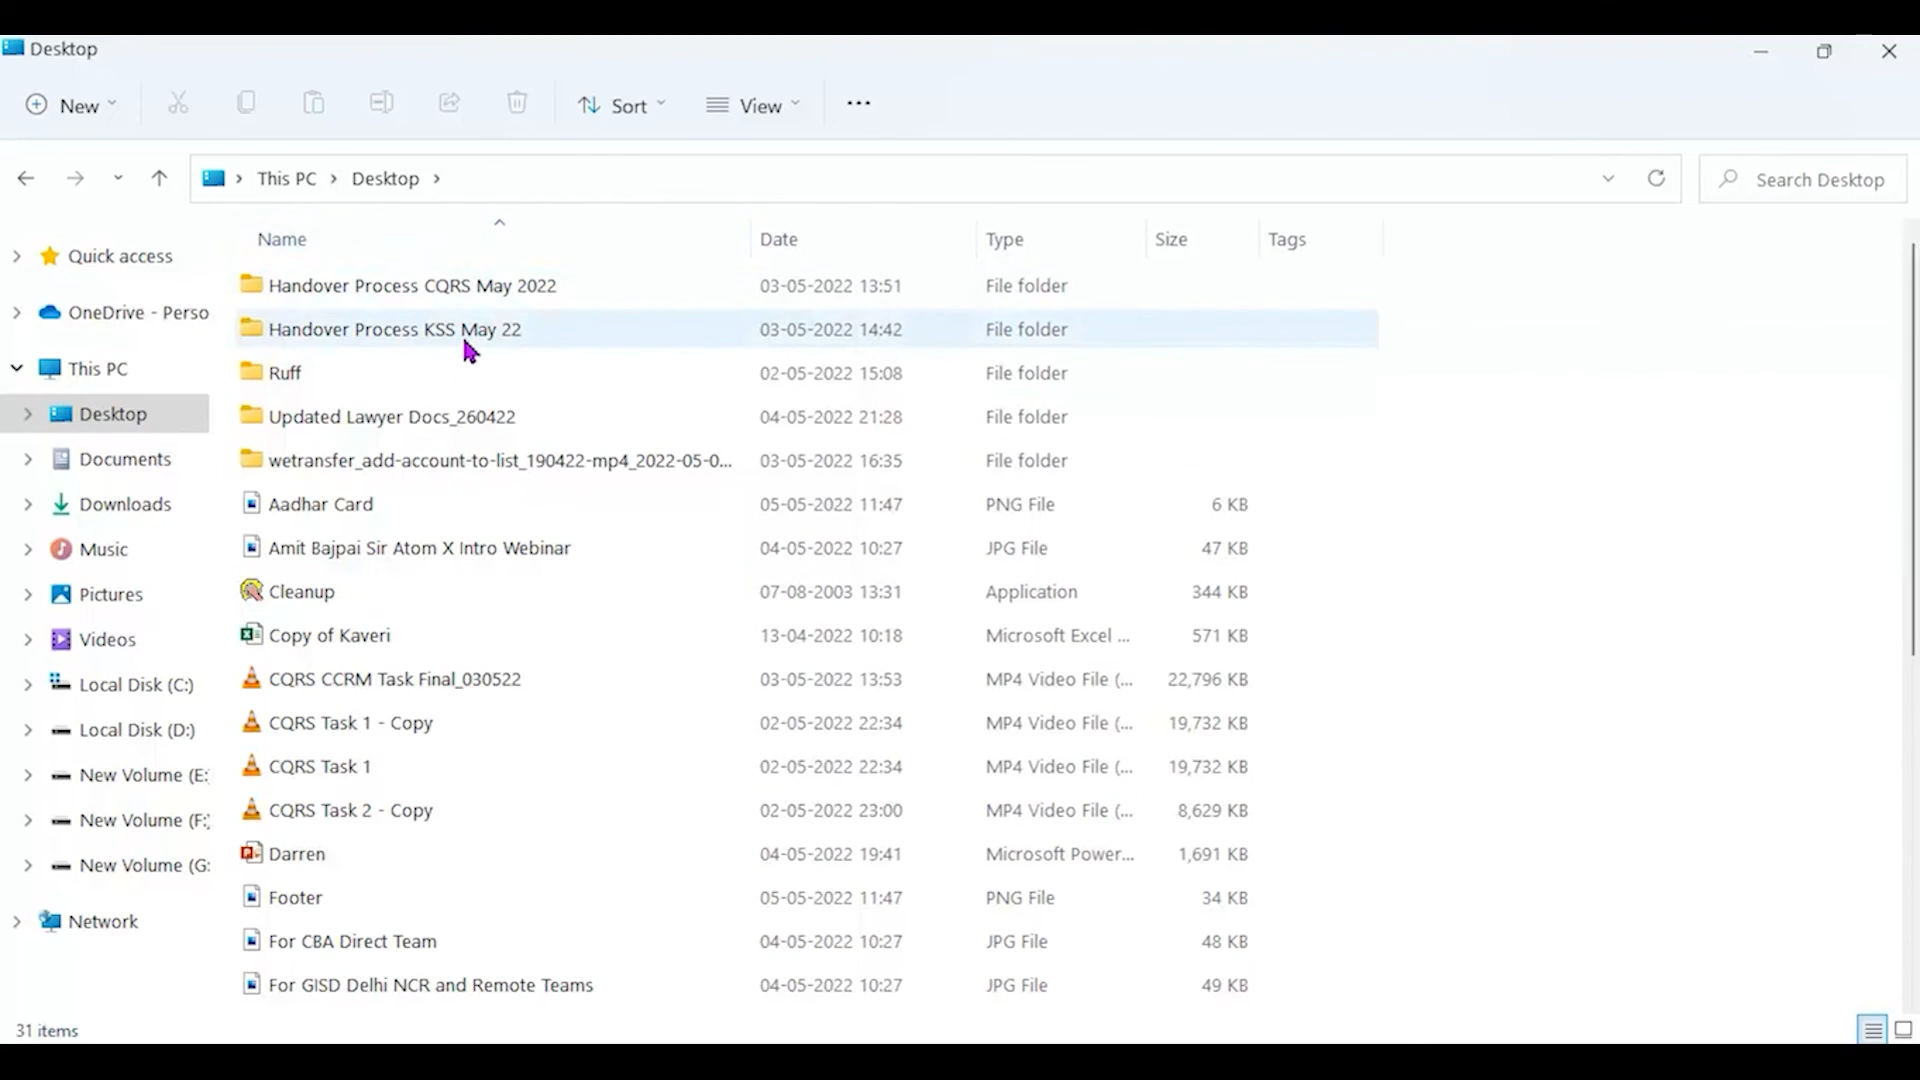 Desktop
New
Sort
View
This PC
Desktop
Search Desktop
Name Date Type Size Tags
Quick access
OneDrive - Perso
This PC
Desktop
Documents
Downloads
Music
Pictures
Videos
Local Disk (C:)
Local Disk (D:)
New Volume (E:
New Volume (F:
New Volume (G:
Network
Handover Process CQRS May 2022 03-05-2022 13:51 File folder
Handover Process KSS May 22 03-05-2022 14:42 File folder
Ruff 02-05-2022 15:08 File folder
Updated Lawyer Docs_260422 04-05-2022 21:28 File folder
wetransfer_add-account-to-list_190422-mp4_2022-05-0... 03-05-2022 16:35 File folder
Aadhar Card 05-05-2022 11:47 PNG File 6 KB
Amit Bajpai Sir Atom X Intro Webinar 04-05-2022 10:27 JPG File 47 KB
Cleanup 07-08-2003 13:31 Application 344 KB
Copy of Kaveri 13-04-2022 10:18 Microsoft Excel ... 571 KB
CQRS CCRM Task Final_030522 03-05-2022 13:53 MP4 Video File (... 22,796 KB
CQRS Task 1 - Copy 02-05-2022 22:34 MP4 Video File (... 19,732 KB
CQRS Task 1 02-05-2022 22:34 MP4 Video File (... 19,732 KB
CQRS Task 2 - Copy 02-05-2022 23:00 MP4 Video File (... 8,629 KB
Darren 04-05-2022 19:41 Microsoft Power... 1,691 KB
Footer 05-05-2022 11:47 PNG File 34 KB
For CBA Direct Team 04-05-2022 10:27 JPG File 48 KB
For GISD Delhi NCR and Remote Teams 04-05-2022 10:27 JPG File 49 KB
31 items